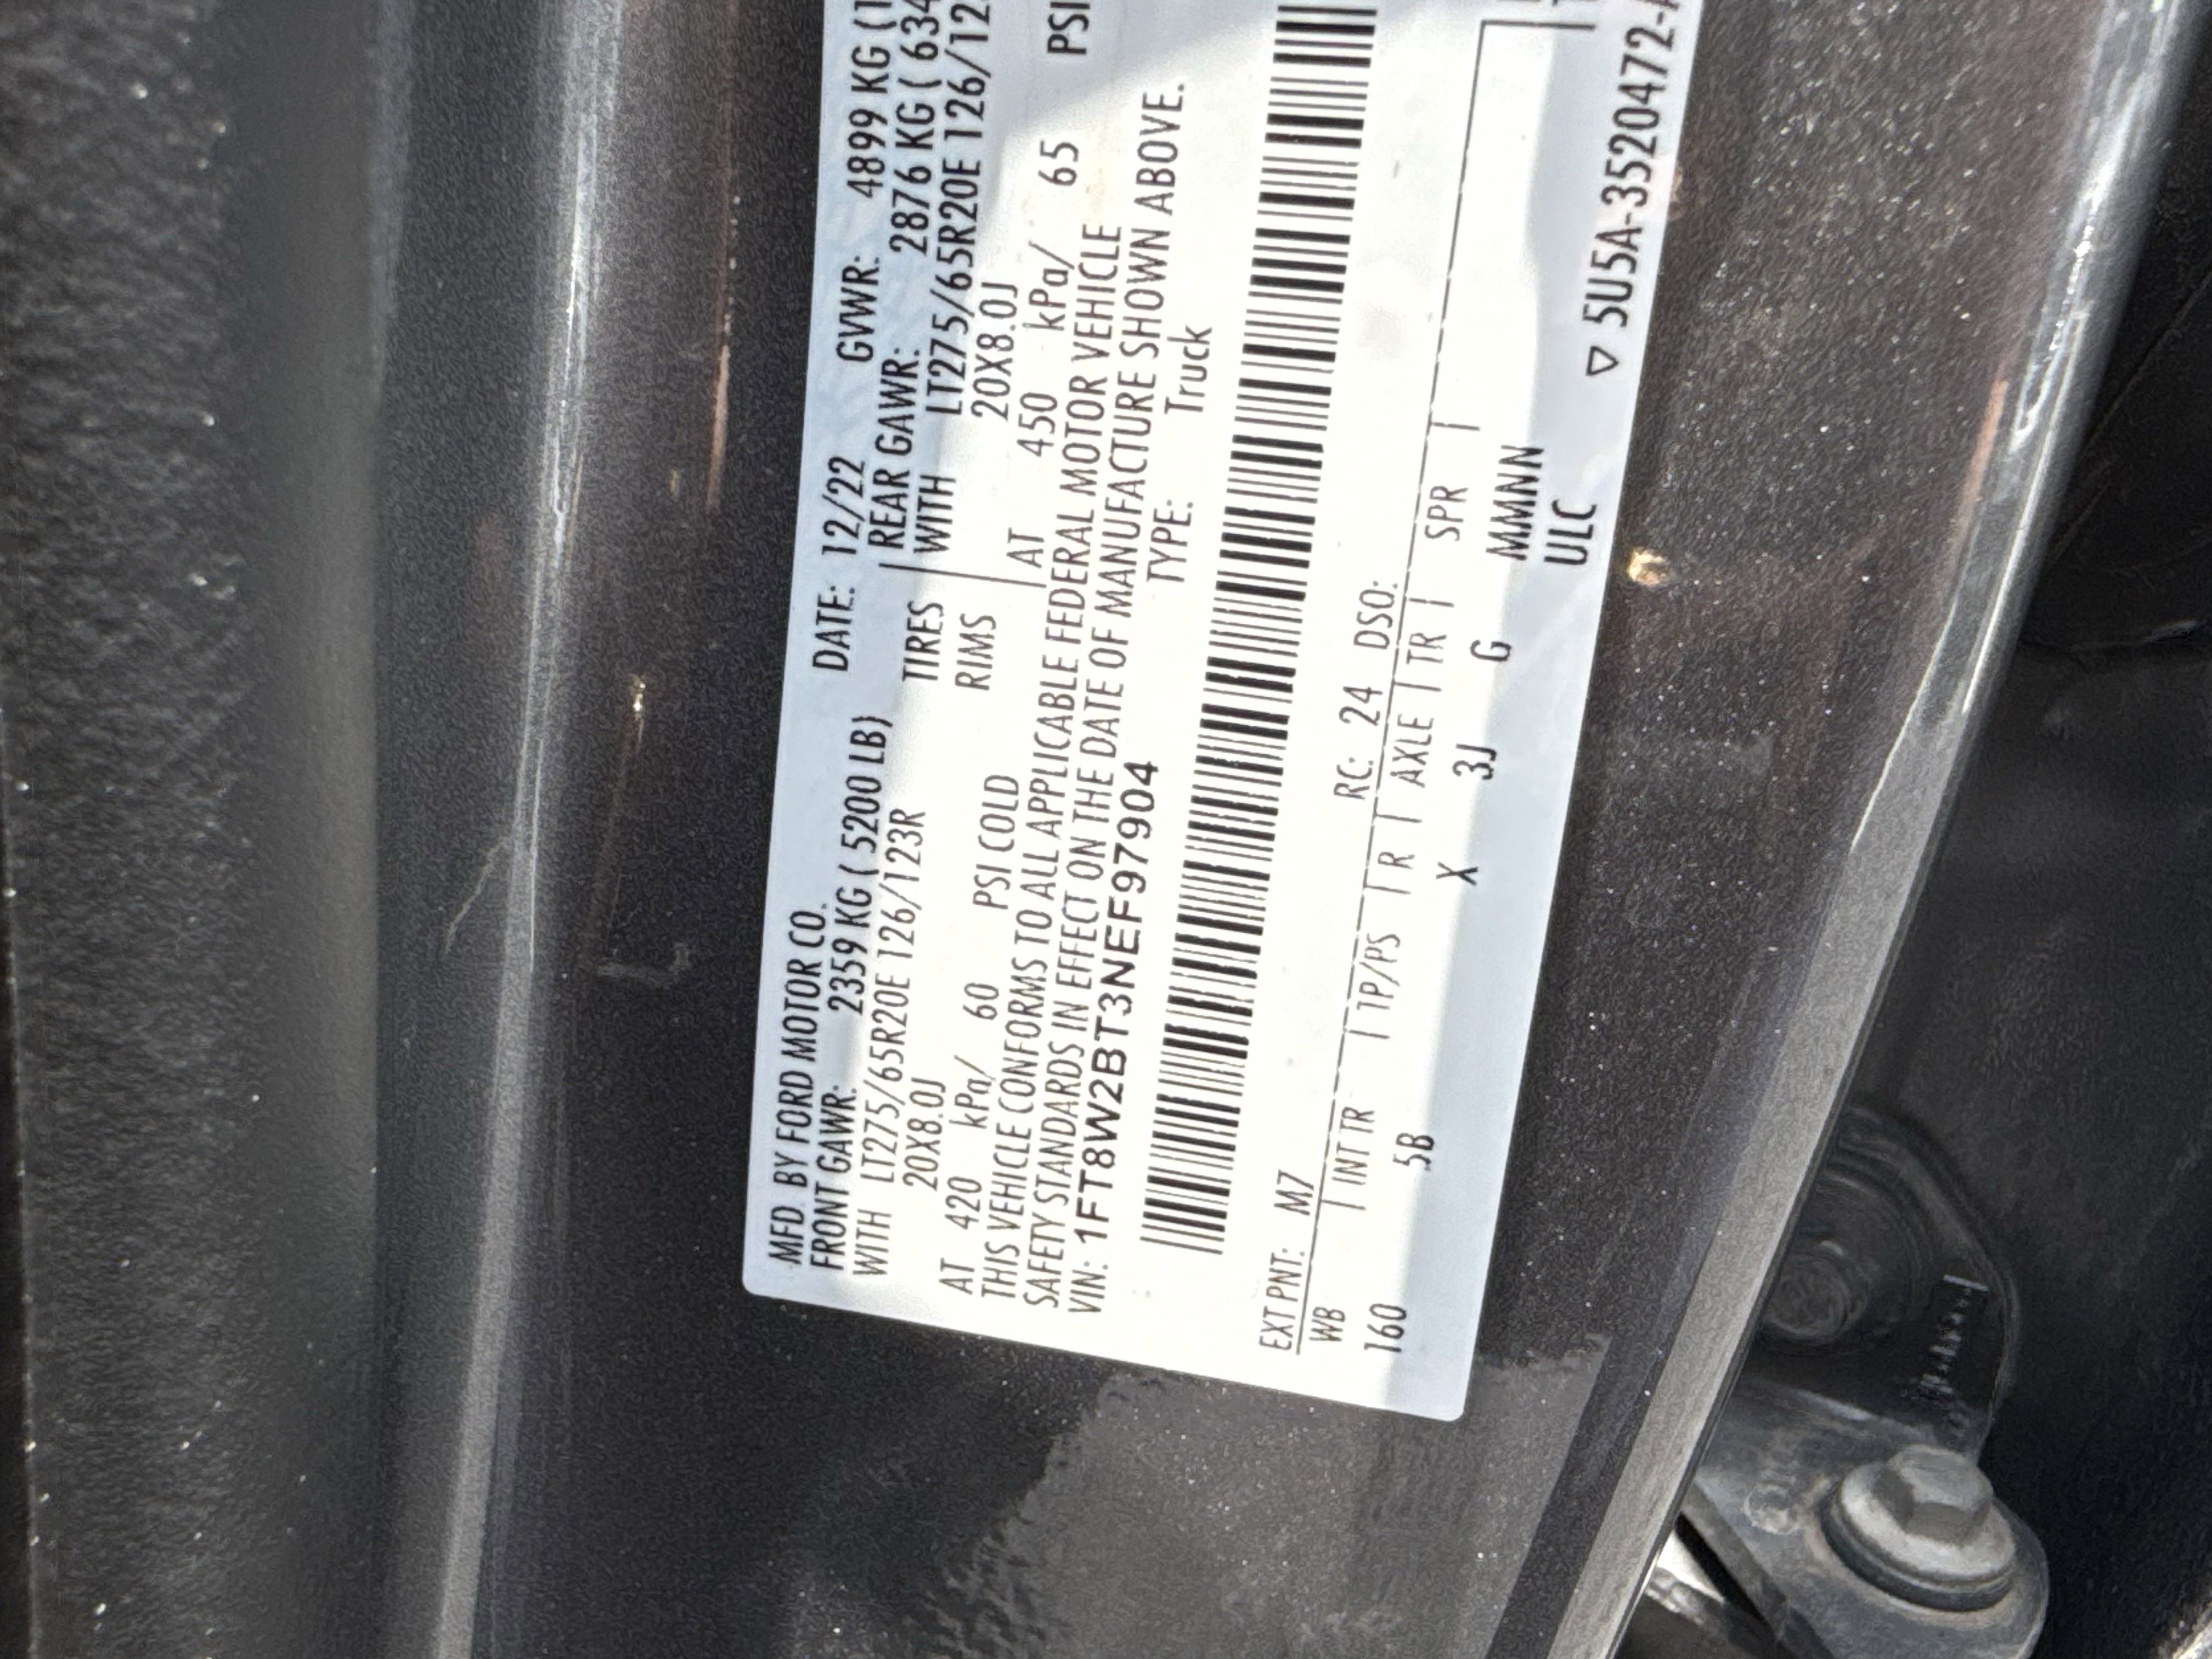 MFD. BY FORD MOTOR CO. DATE: 12/22 GVWR: 4899 KG (1
FRONT GAWR: 2359 KG ( 5200 LB) REAR GAWR: 2876 KG ( 634
WITH LT275/65R20E 126/123R TIRES WITH LT275/65R20E 126/12
20X8.0J RIMS 20X8.0J
AT 420 kPa/ 60 PSI COLD AT 450 kPa/ 65 PSI
THIS VEHICLE CONFORMS TO ALL APPLICABLE FEDERAL MOTOR VEHICLE
SAFETY STANDARDS IN EFFECT ON THE DATE OF MANUFACTURE SHOWN ABOVE.
VIN: 1FT8W2BT3NEF97904 TYPE: Truck
EXT PNT: M7 RC: 24 DSO:
WB | INT TR | TP/PS | R | AXLE | TR | SPR |
160 5B X 3J G MMNN
ULC
▽ 5U5A-3520472-